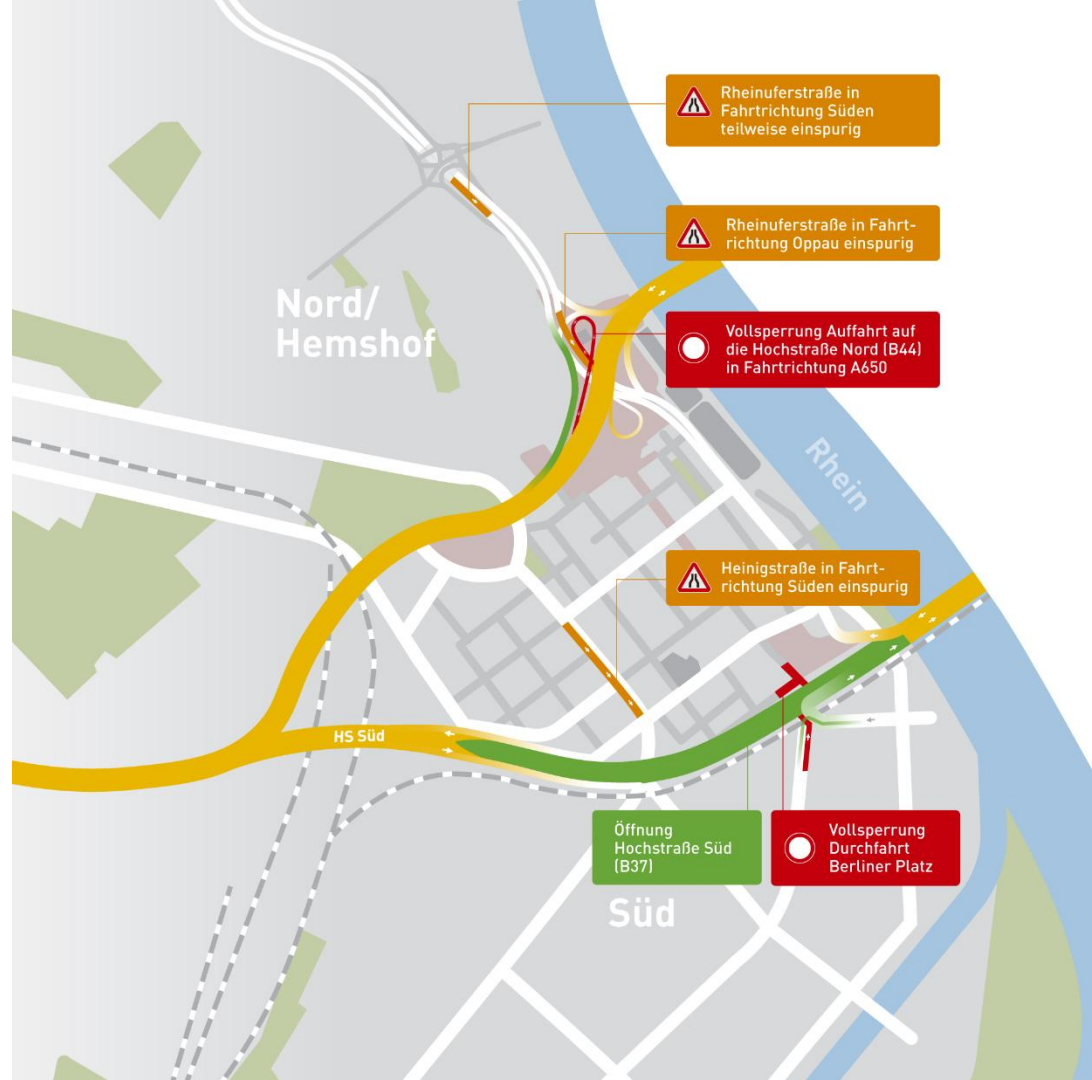 Rheinuferstraße in
Fahrtrichtung Süden
teilweise einspurig
Rheinuferstraße in Fahrt-
richtung Oppau einspurig
Nord/
Hemshof
Vollsperrung Auffahrt auf
die Hochstraße Nord (B44)
in Fahrtrichtung A650
Rhein
Heinigstraße in Fahrt-
richtung Süden einspurig
HS Süd
Öffnung
Hochstraße Süd
(B37)
Vollsperrung
Durchfahrt
Berliner Platz
Süd